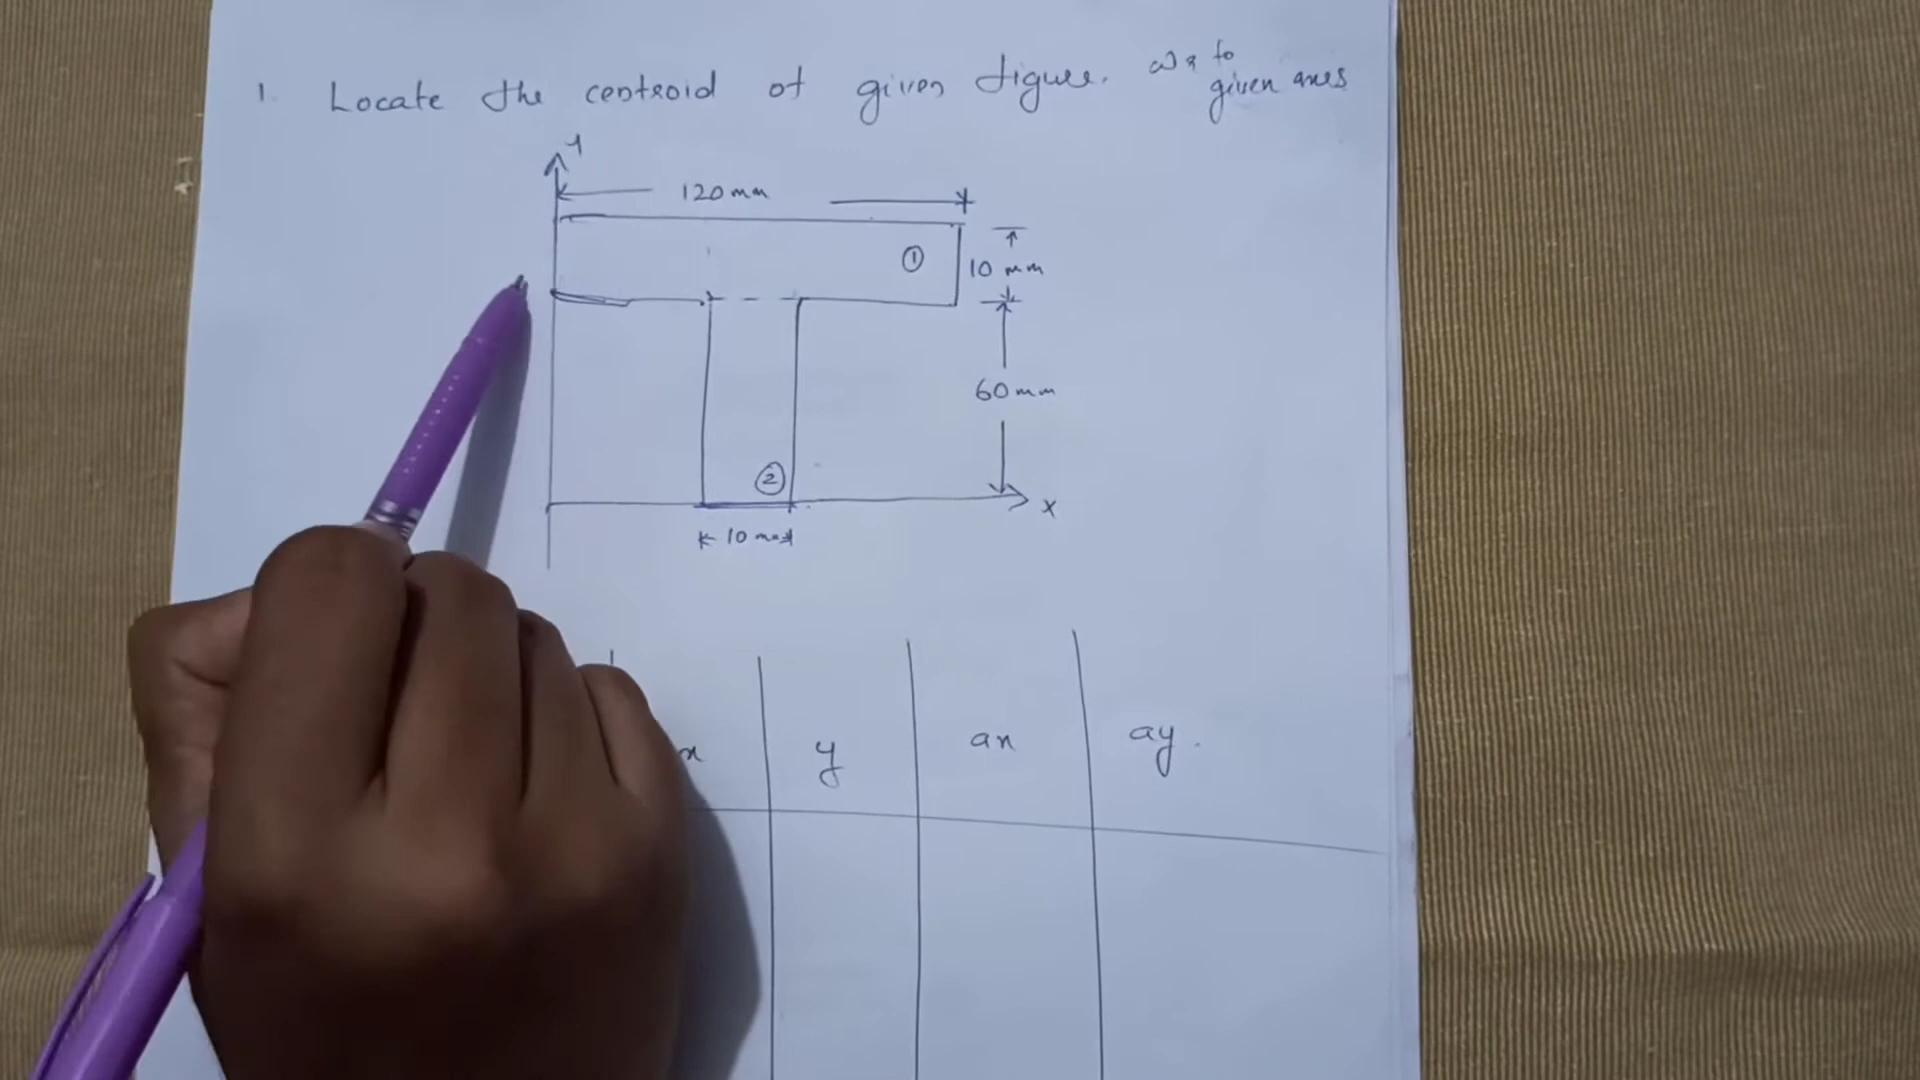 1. Locate the centroid of given figure. w r to
given axes
Y
120 mm
①
10 mm
60 mm
②
x
10 mm
x y ax ay.